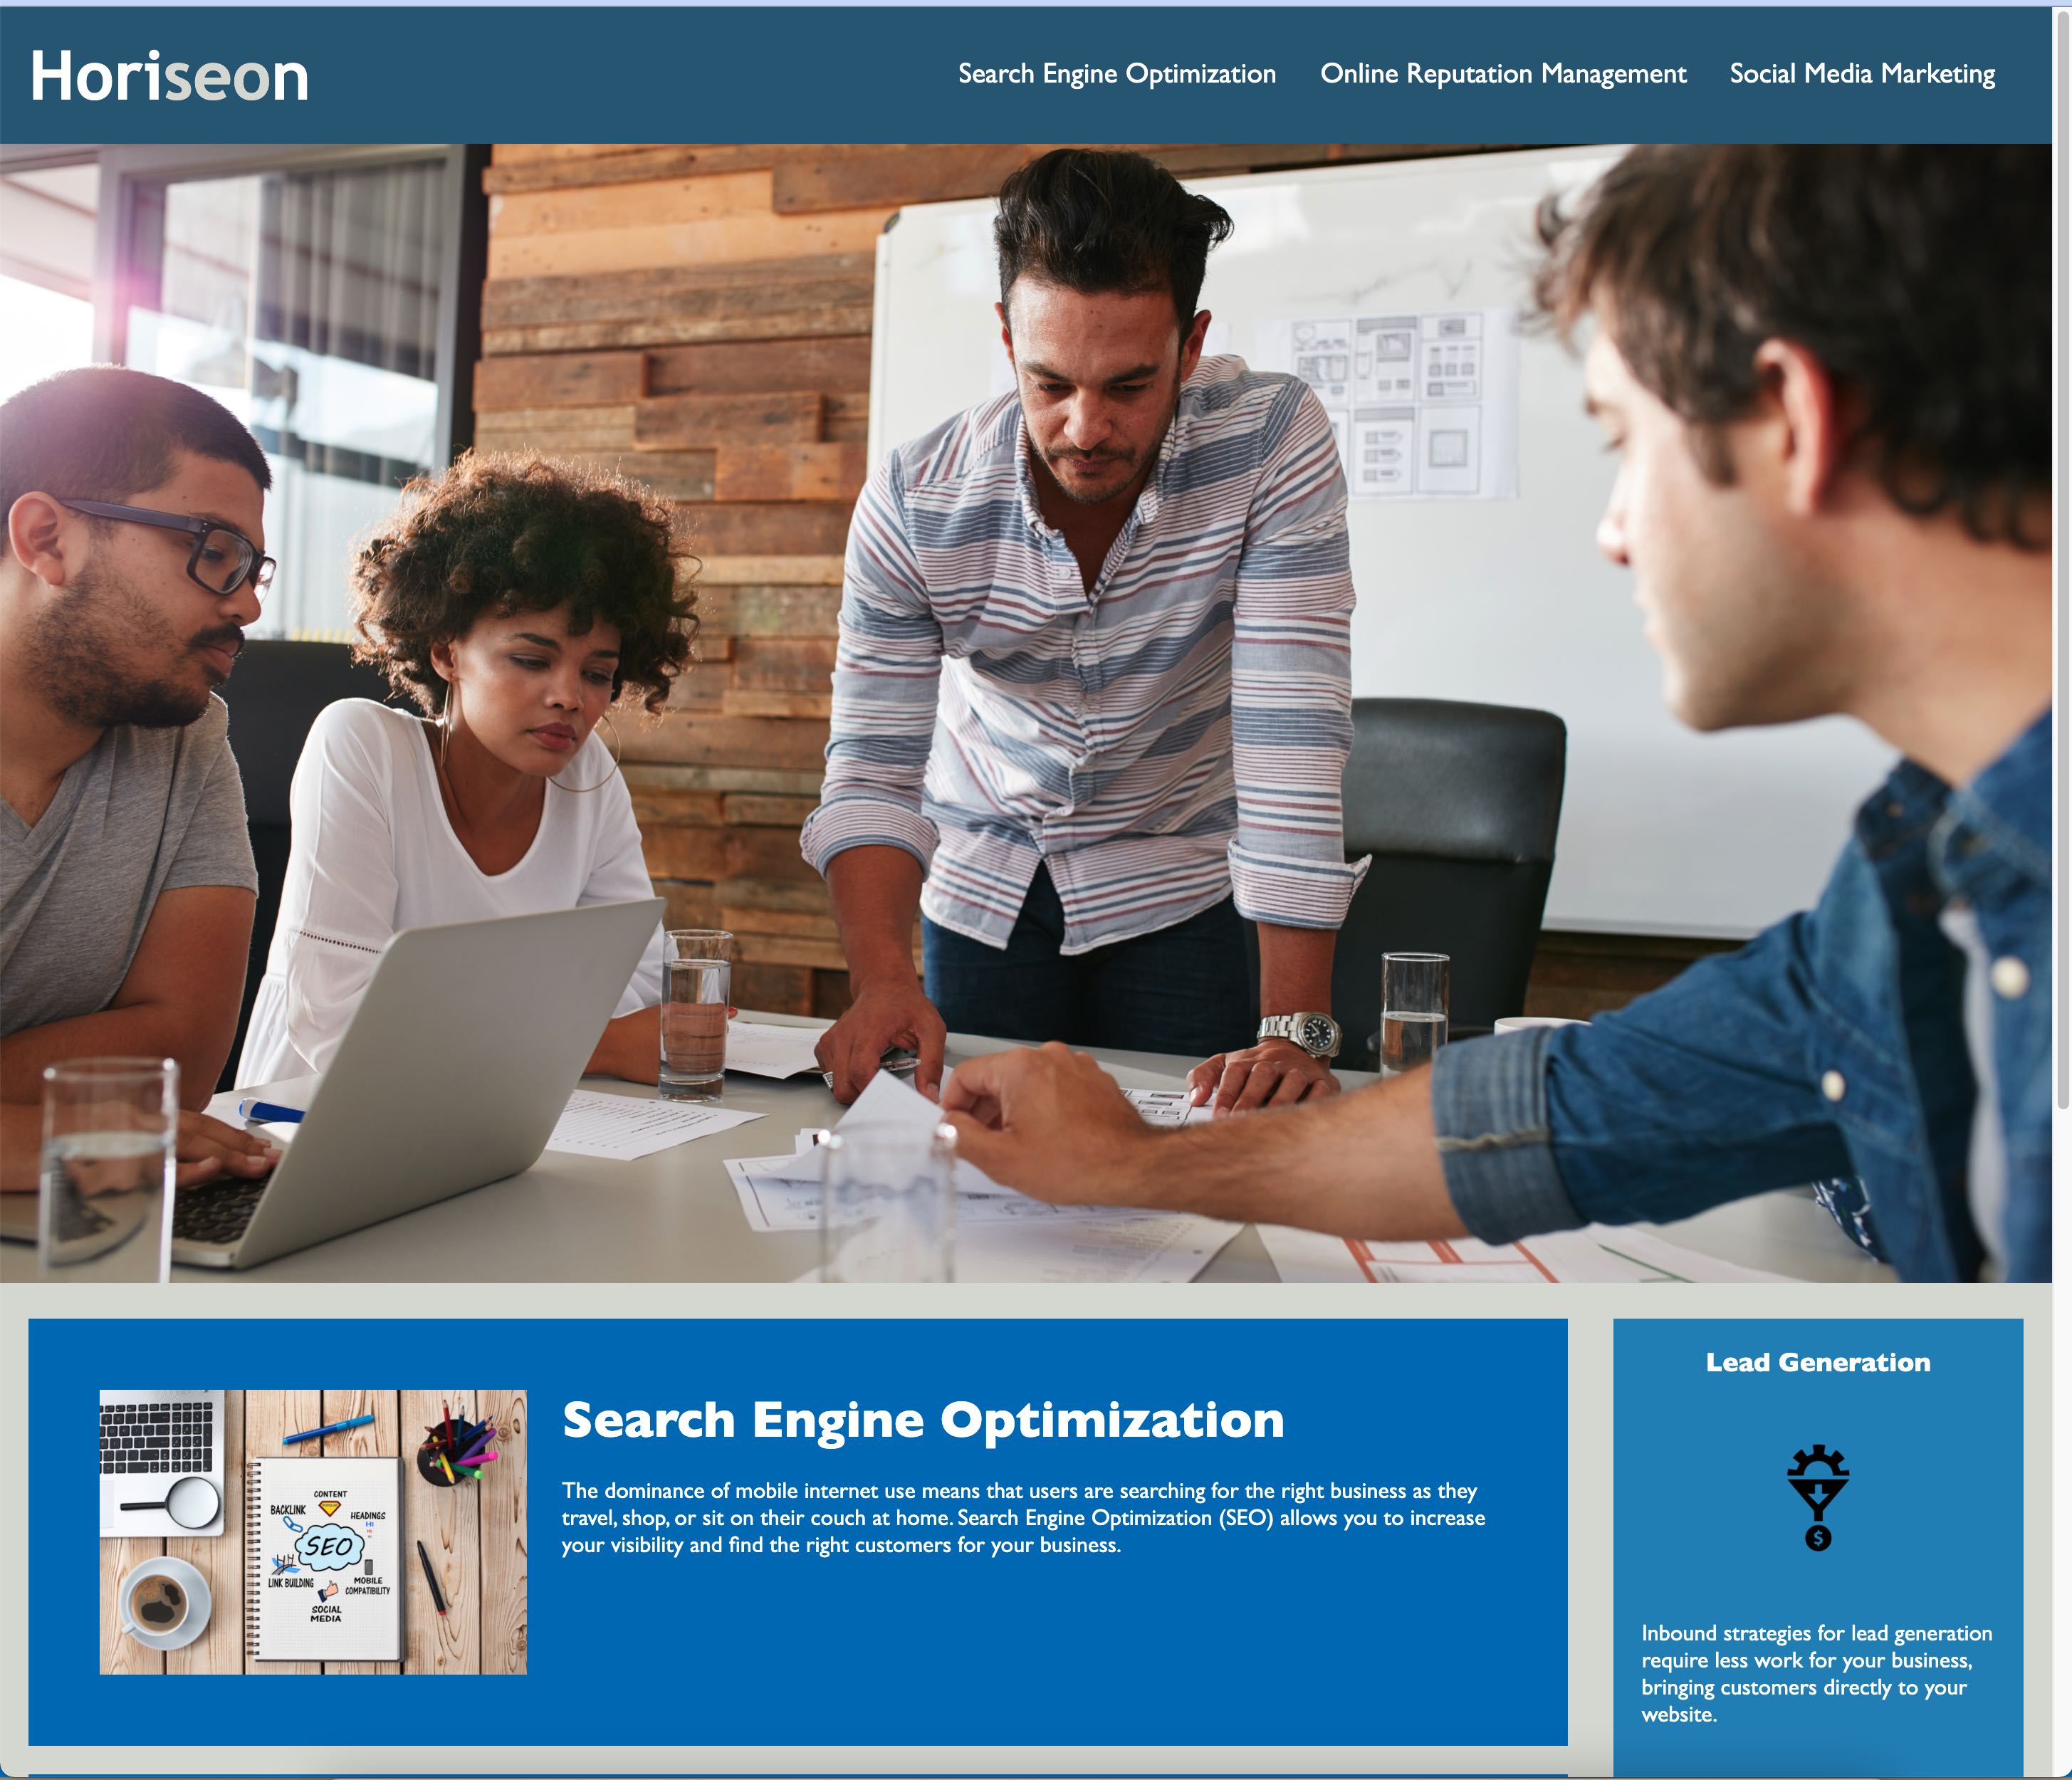 Horiseon
Search Engine Optimization
Online Reputation Management
Social Media Marketing
Search Engine Optimization
The dominance of mobile internet use means that users are searching for the right business as they
travel, shop, or sit on their couch at home. Search Engine Optimization (SEO) allows you to increase
your visibility and find the right customers for your business.
CONTENT
BACKLINK
HEADINGS
H1
SEO
LINK BUILDING
MOBILE
COMPATIBILITY
SOCIAL
MEDIA
Lead Generation
$
Inbound strategies for lead generation
require less work for your business,
bringing customers directly to your
website.